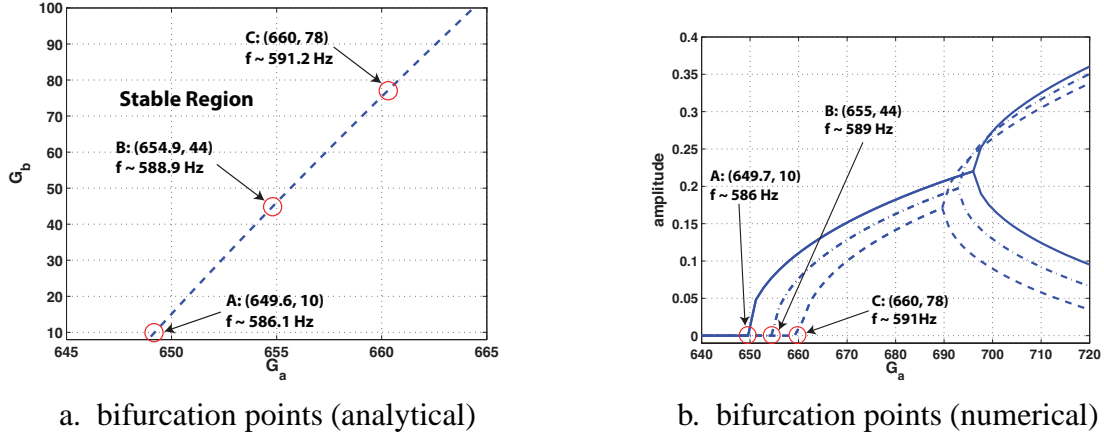 100
90
80
70
60
50
40
30
20
10
G_b
645
650
655
660
665
G_a
C: (660, 78)
f ~ 591.2 Hz
Stable Region
B: (654.9, 44)
f ~ 588.9 Hz
A: (649.6, 10)
f ~ 586.1 Hz
a. bifurcation points (analytical)
0.4
0.35
0.3
0.25
0.2
0.15
0.1
0.05
0
amplitude
640
650
660
670
680
690
700
710
720
G_a
B: (655, 44)
f ~ 589 Hz
A: (649.7, 10)
f ~ 586 Hz
C: (660, 78)
f ~ 591Hz
b. bifurcation points (numerical)